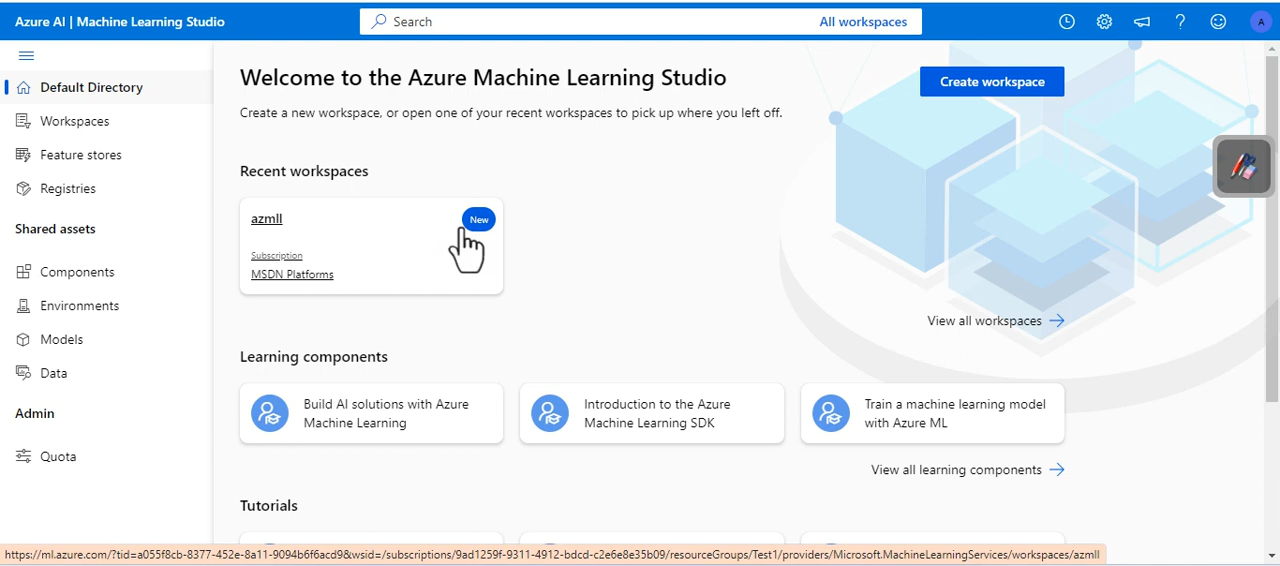 Azure AI | Machine Learning Studio
Search
All workspaces
A
Default Directory
Workspaces
Feature stores
Registries
Shared assets
Components
Environments
Models
Data
Admin
Quota
Welcome to the Azure Machine Learning Studio
Create workspace
Create a new workspace, or open one of your recent workspaces to pick up where you left off.
Recent workspaces
azmll
New
Subscription
MSDN Platforms
View all workspaces
Learning components
Build AI solutions with Azure
Machine Learning
Introduction to the Azure
Machine Learning SDK
Train a machine learning model
with Azure ML
View all learning components
Tutorials
https://ml.azure.com/?tid=a055f8cb-8377-452e-8a11-9094b6f6acd9&wsid=/subscriptions/9ad1259f-9311-4912-bdcd-c2e6e8e35b09/resourceGroups/Test1/providers/Microsoft.MachineLearningServices/workspaces/azmll